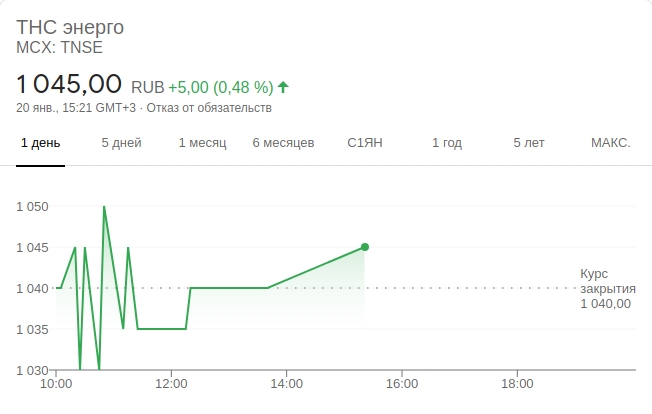 ТНС энерго
MCX: TNSE
1 045,00 RUB +5,00 (0,48 %)
20 янв., 15:21 GMT+3 · Отказ от обязательств
1 день 5 дней 1 месяц 6 месяцев С1ЯН 1 год 5 лет МАКС.
1 050
1 045
1 040
1 035
1 030
Курс
закрытия
1 040,00
10:00 12:00 14:00 16:00 18:00